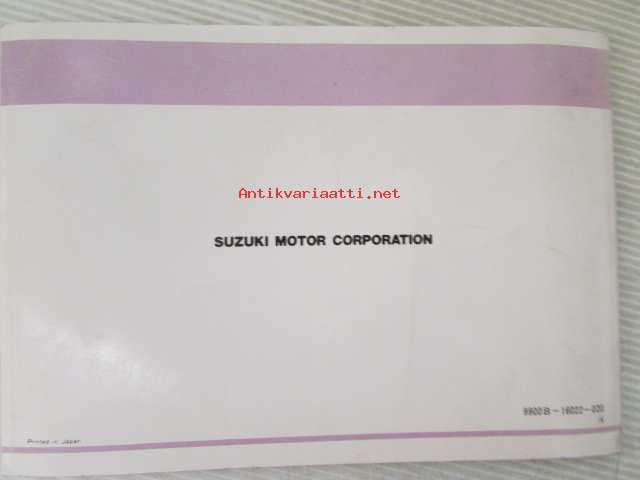 Antikvariaatti.net
SUZUKI MOTOR CORPORATION
Printed in Japan